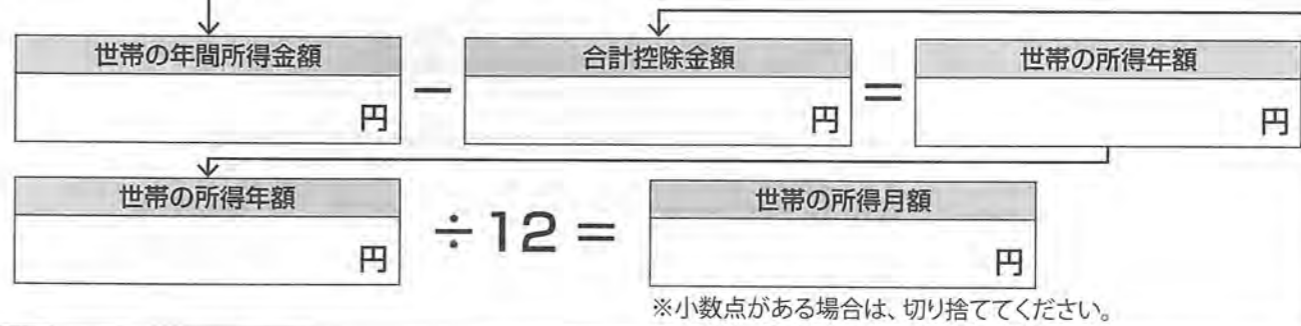 世帯の年間所得金額 合計控除金額 世帯の所得年額
円 － 円 ＝ 円
世帯の所得年額 世帯の所得月額
円 ÷12＝ 円
※小数点がある場合は、切り捨ててください。